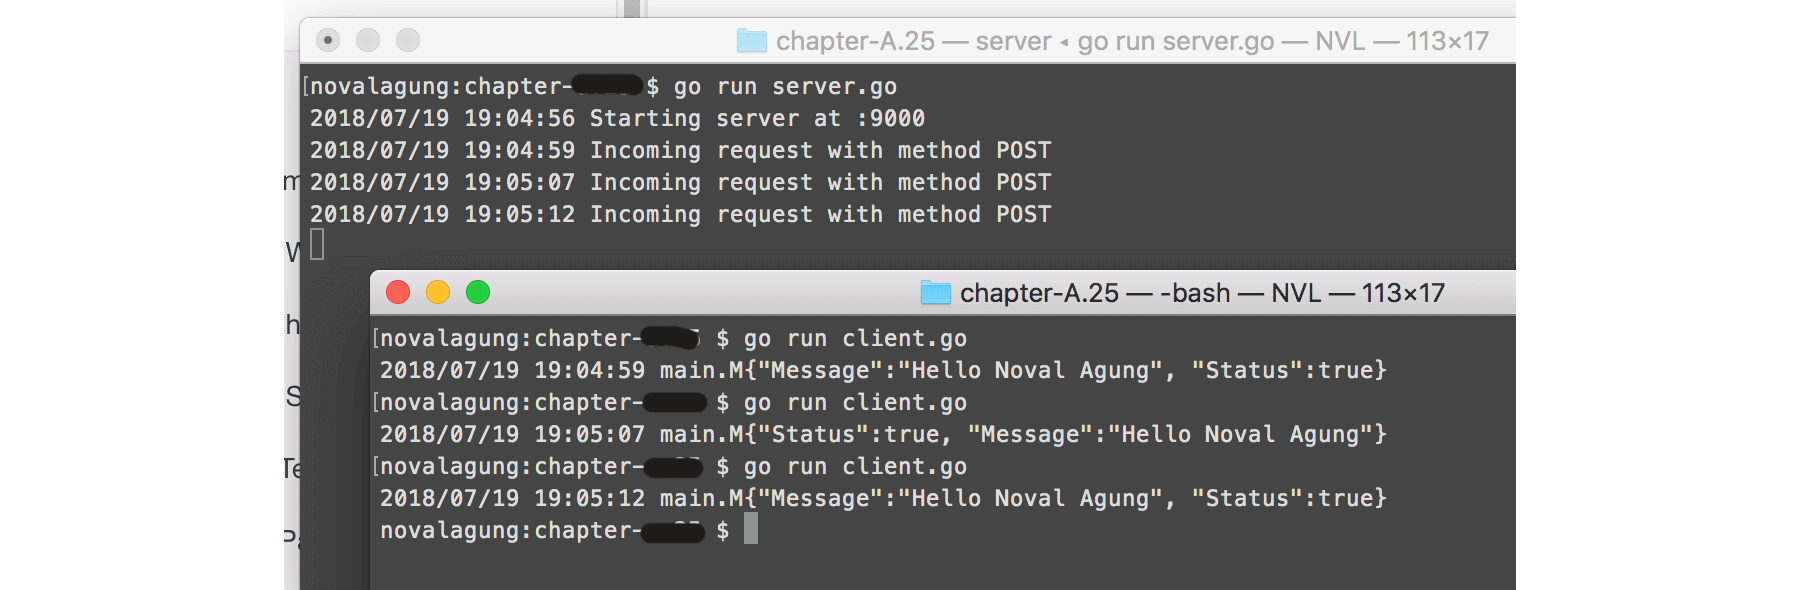 chapter-A.25 — server ◂ go run server.go — NVL — 113×17
[novalagung:chapter- $ go run server.go
2018/07/19 19:04:56 Starting server at :9000
2018/07/19 19:04:59 Incoming request with method POST
2018/07/19 19:05:07 Incoming request with method POST
2018/07/19 19:05:12 Incoming request with method POST
chapter-A.25 — -bash — NVL — 113×17
[novalagung:chapter- $ go run client.go
2018/07/19 19:04:59 main.M{"Message":"Hello Noval Agung", "Status":true}
[novalagung:chapter- $ go run client.go
2018/07/19 19:05:07 main.M{"Status":true, "Message":"Hello Noval Agung"}
[novalagung:chapter- $ go run client.go
2018/07/19 19:05:12 main.M{"Message":"Hello Noval Agung", "Status":true}
novalagung:chapter- $